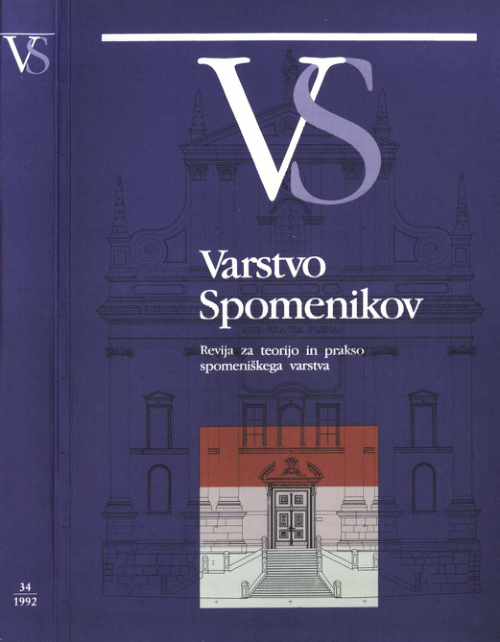 VS
34
1992
VS
Varstvo
Spomenikov
Revija za teorijo in prakso
spomeniškega varstva